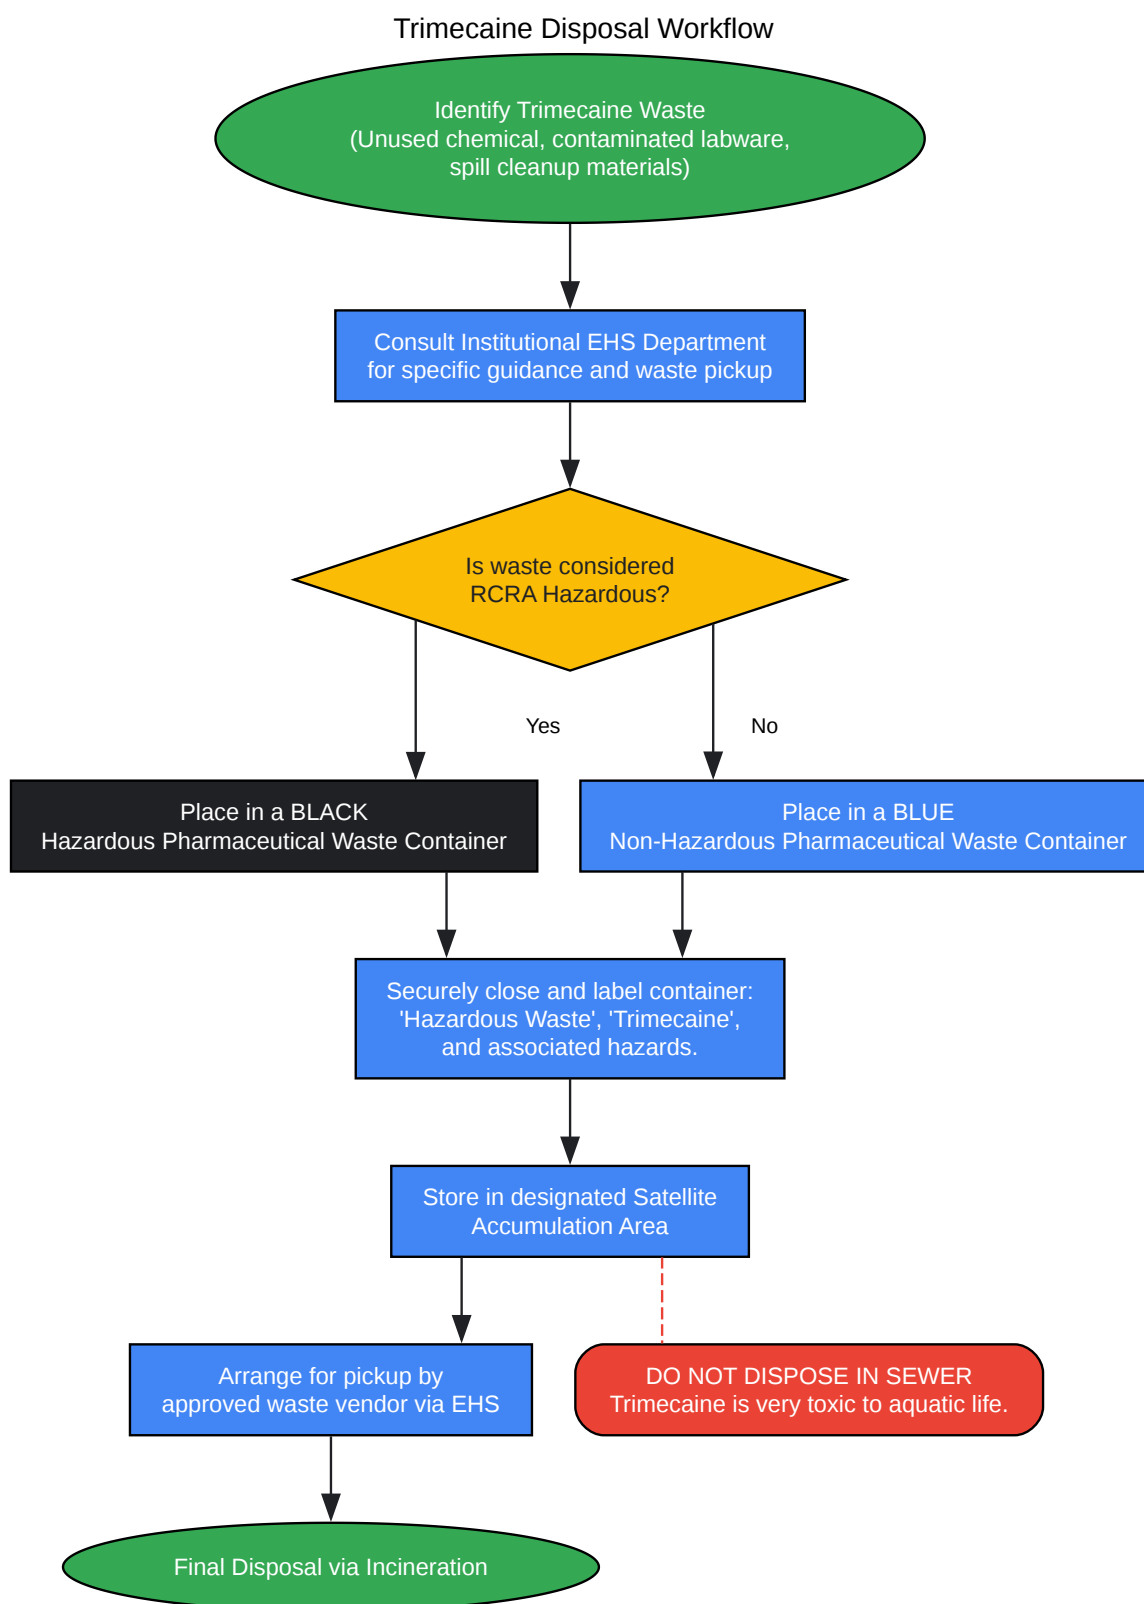 Trimecaine Disposal Workflow
Identify Trimecaine Waste
(Unused chemical, contaminated labware,
spill cleanup materials)
Consult Institutional EHS Department
for specific guidance and waste pickup
Is waste considered
RCRA Hazardous?
Yes
No
Place in a BLACK
Hazardous Pharmaceutical Waste Container
Place in a BLUE
Non-Hazardous Pharmaceutical Waste Container
Securely close and label container:
'Hazardous Waste', 'Trimecaine',
and associated hazards.
Store in designated Satellite
Accumulation Area
Arrange for pickup by
approved waste vendor via EHS
DO NOT DISPOSE IN SEWER
Trimecaine is very toxic to aquatic life.
Final Disposal via Incineration